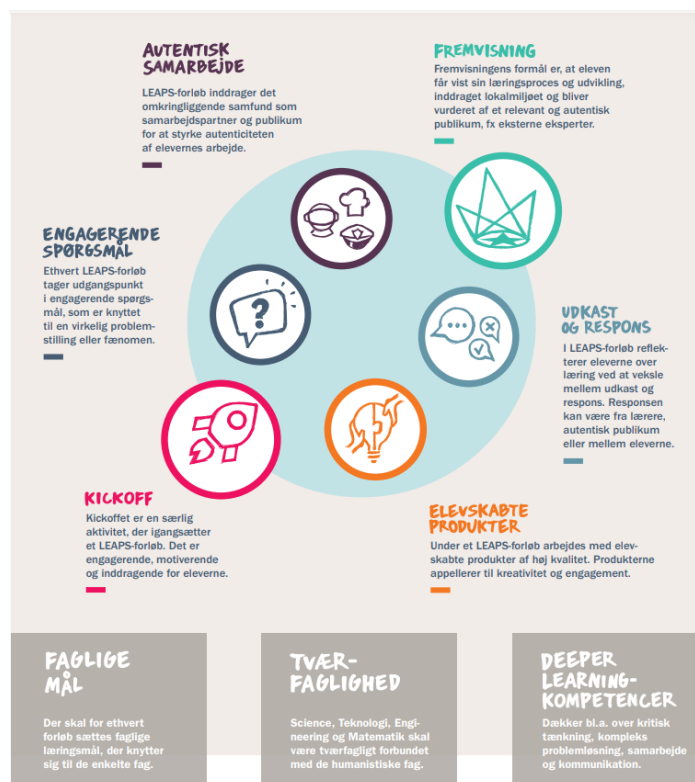 AUTENTISK
SAMARBEJDE
LEAPS-forløb inddrager det
omkringliggende samfund som
samarbejdspartner og publikum
for at styrke autenticiteten
af elevernes arbejde.
FREMVISNING
Fremvisningens formål er, at eleven
får vist sin læringsproces og udvikling,
inddraget lokalmiljøet og bliver
vurderet af et relevant og autentisk
publikum, fx eksterne eksperter.
ENGAGERENDE
SPØRGSMÅL
Ethvert LEAPS-forløb
tager udgangspunkt
i engagerende spørgs-
mål, som er knyttet
til en virkelig problem-
stilling eller fænomen.
?
UDKAST
OG RESPONS
I LEAPS-forløb reflek-
terer eleverne over
læring ved at veksle
mellem udkast og
respons. Responsen
kan være fra lærere,
autentisk publikum
eller mellem eleverne.
KICKOFF
Kickoffet er en særlig
aktivitet, der igangsætter
et LEAPS-forløb. Det er
engagerende, motiverende
og inddragende for eleverne.
ELEVSKABTE
PRODUKTER
Under et LEAPS-forløb arbejdes med elev-
skabte produkter af høj kvalitet. Produkterne
appellerer til kreativitet og engagement.
FAGLIGE
MÅL
Der skal for ethvert
forløb sættes faglige
læringsmål, der knytter
sig til de enkelte fag.
TVÆR-
FAGLIGHED
Science, Teknologi, Engi-
neering og Matematik skal
være tværfagligt forbundet
med de humanistiske fag.
DEEPER
LEARNING-
KOMPETENCER
Dækker bl.a. over kritisk
tænkning, kompleks
problemløsning, samarbejde
og kommunikation.